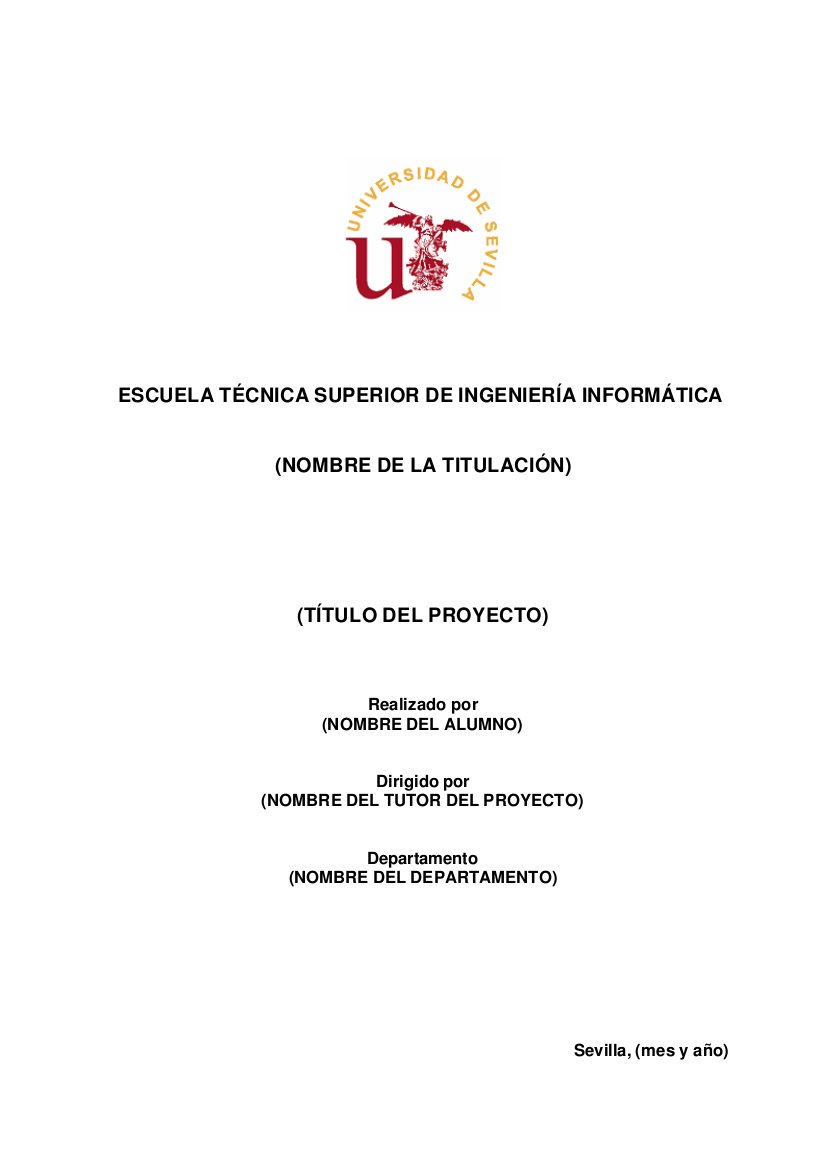 UNIVERSIDAD DE SEVILLA
U
ESCUELA TÉCNICA SUPERIOR DE INGENIERÍA INFORMÁTICA
(NOMBRE DE LA TITULACIÓN)
(TÍTULO DEL PROYECTO)
Realizado por
(NOMBRE DEL ALUMNO)
Dirigido por
(NOMBRE DEL TUTOR DEL PROYECTO)
Departamento
(NOMBRE DEL DEPARTAMENTO)
Sevilla, (mes y año)